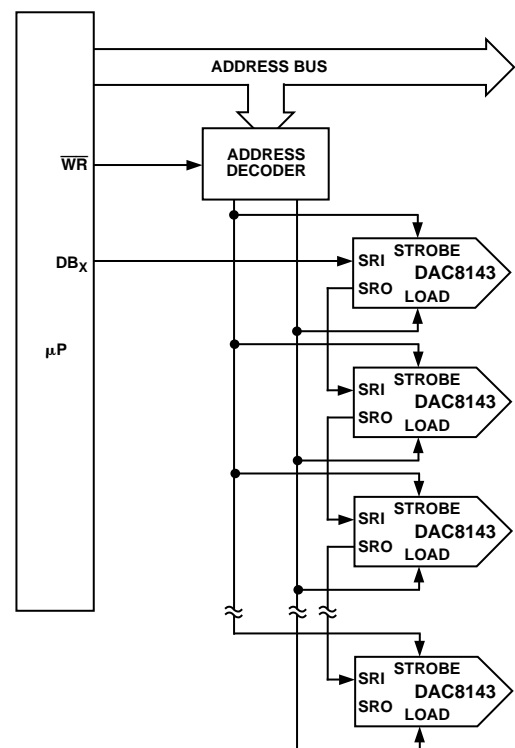 ADDRESS BUS
WR
ADDRESS
DECODER
DBX
μP
STROBE
SRI
DAC8143
SRO
LOAD
STROBE
SRI
DAC8143
SRO
LOAD
STROBE
SRI
DAC8143
SRO
LOAD
STROBE
SRI
DAC8143
SRO
LOAD